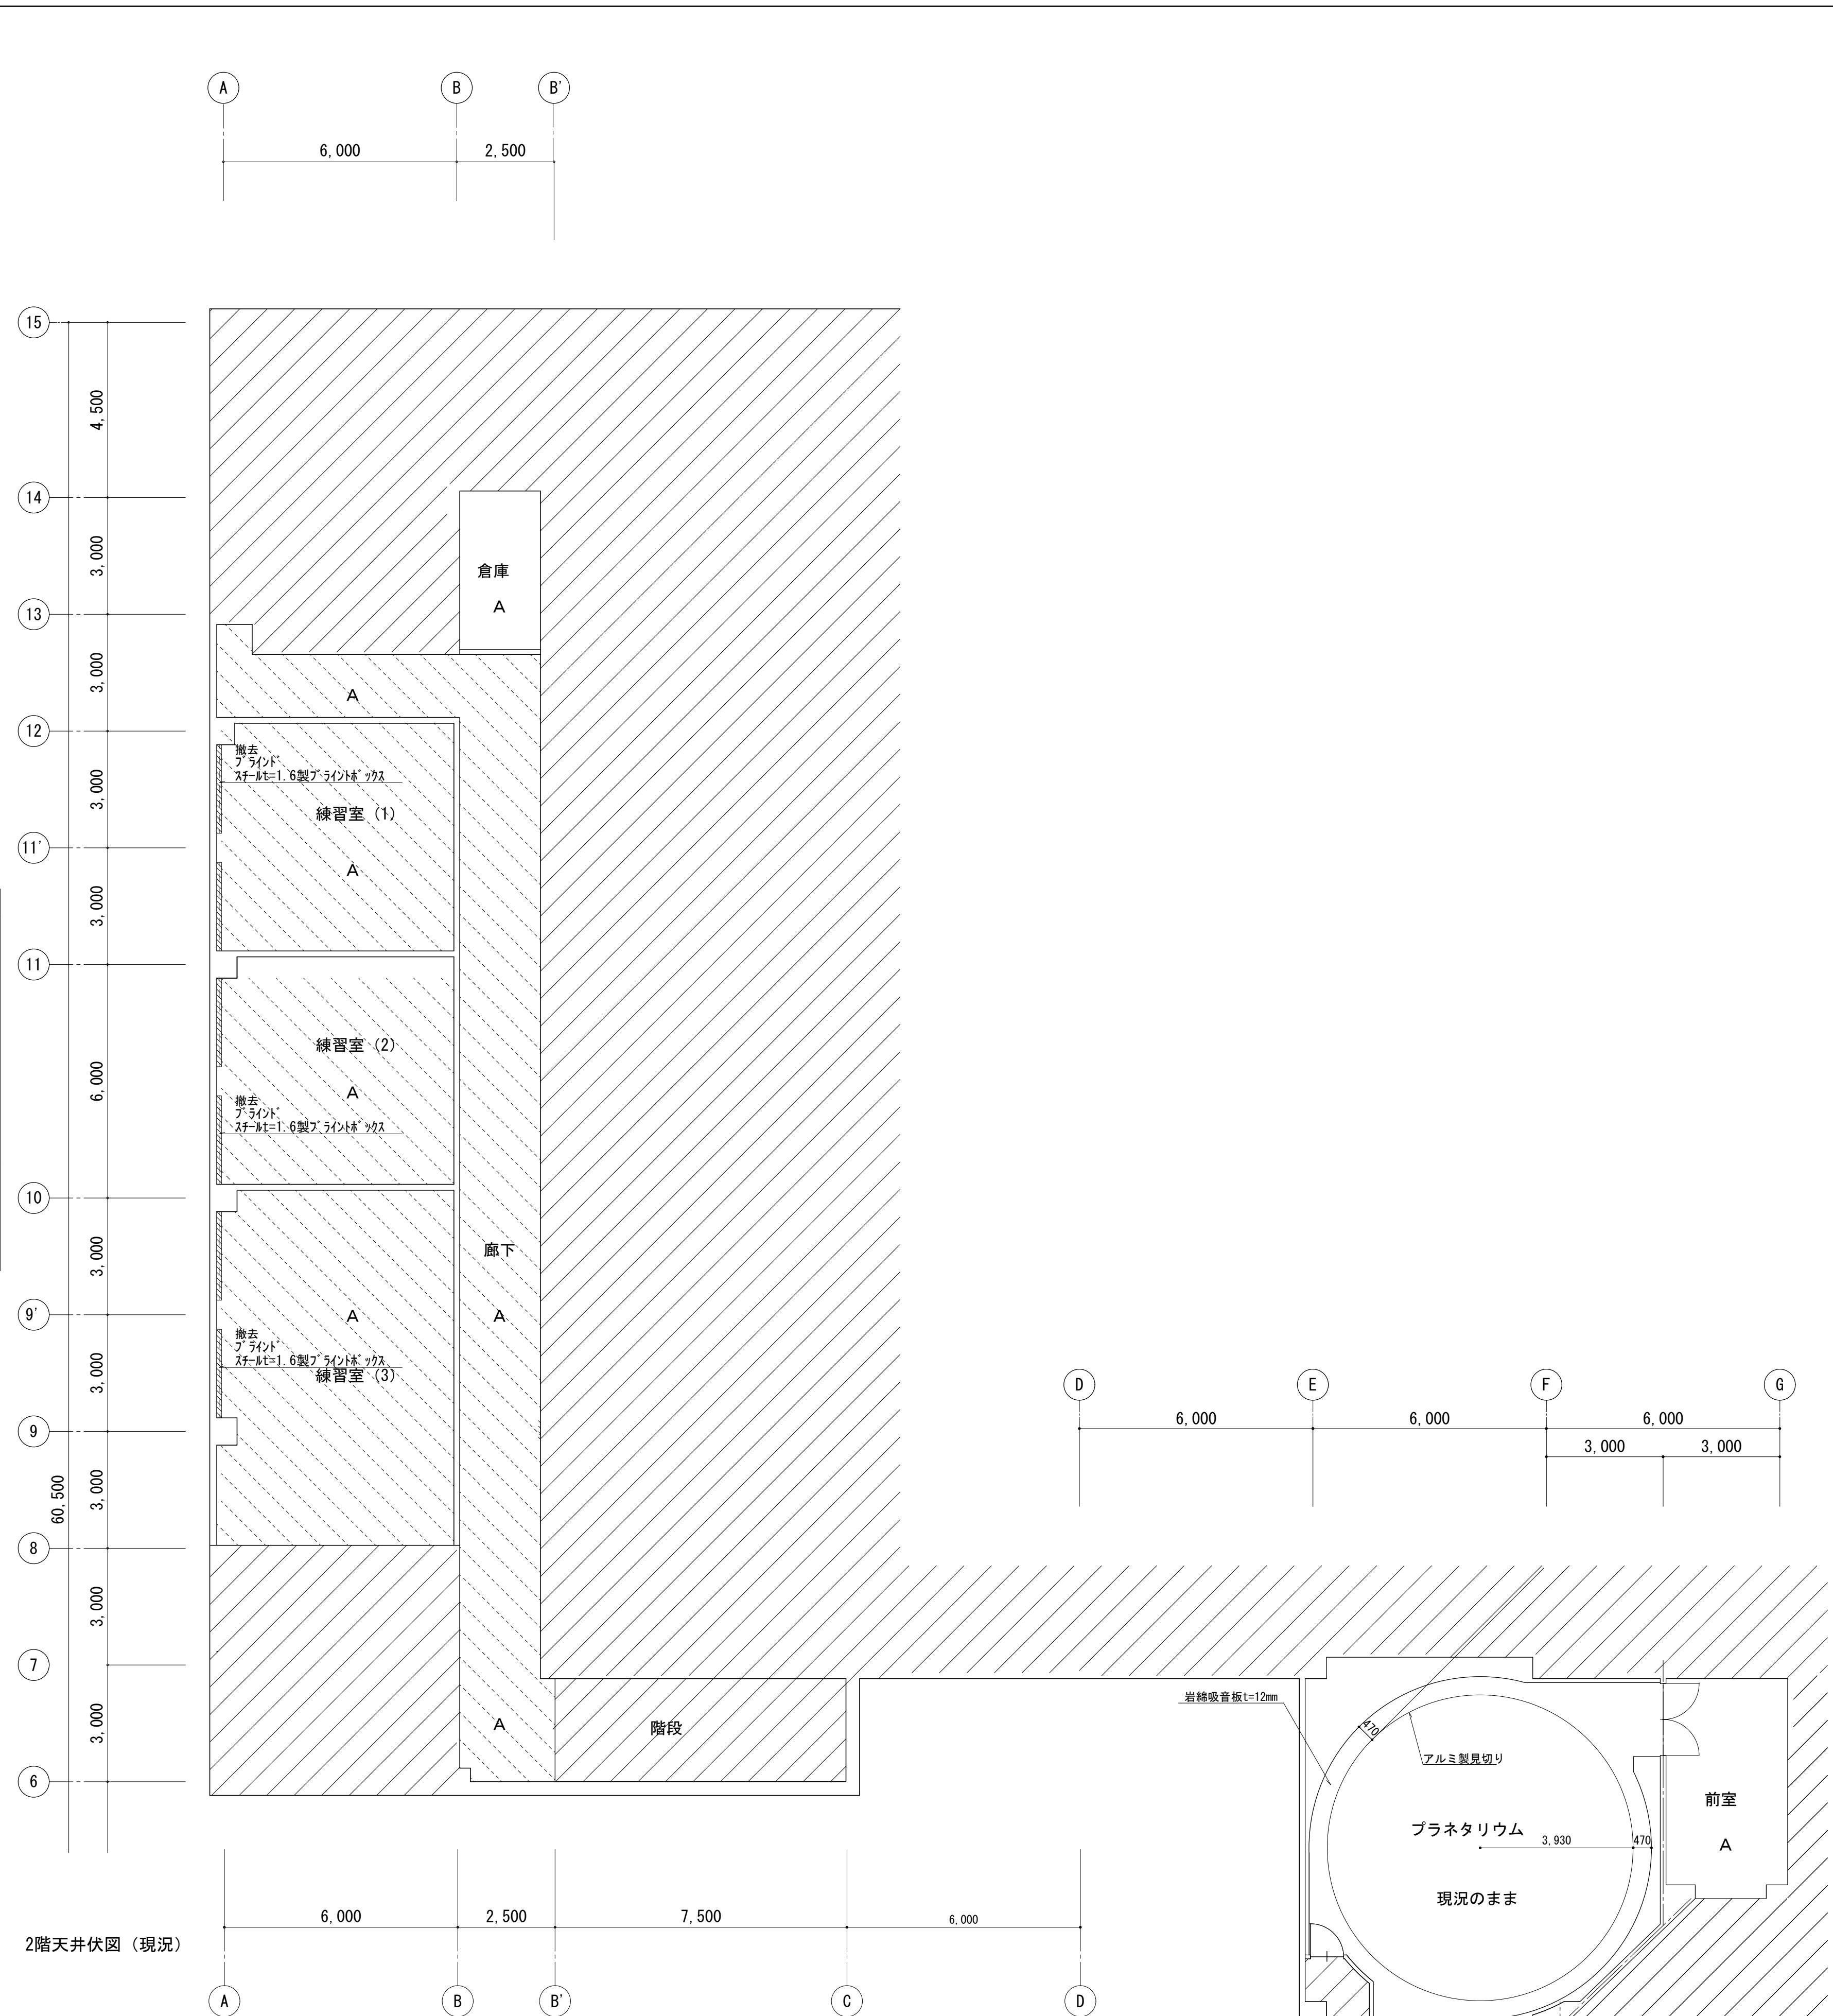 A
B
B'
6,000
2,500
15
4,500
14
3,000
倉庫
A
13
3,000
A
12
撤去
ﾌﾞﾗｲﾝﾄﾞ
ｽﾁｰﾙt=1.6製ﾌﾞﾗｲﾝﾄﾎﾞｯｸｽ
3,000
練習室（1）
11'
A
3,000
11
練習室（2）
6,000
A
撤去
ﾌﾞﾗｲﾝﾄﾞ
ｽﾁｰﾙt=1.6製ﾌﾞﾗｲﾝﾄﾎﾞｯｸｽ
10
3,000
廊下
9'
A
A
撤去
ﾌﾞﾗｲﾝﾄﾞ
ｽﾁｰﾙt=1.6製ﾌﾞﾗｲﾝﾄﾎﾞｯｸｽ
3,000
練習室（3）
D
E
F
G
6,000
6,000
6,000
9
3,000
3,000
60,500
3,000
8
3,000
7
岩綿吸音板t=12mm
3,000
A
階段
470
アルミ製見切り
6
前室
プラネタリウム
3,930
470
A
現況のまま
6,000
2,500
7,500
6,000
2階天井伏図（現況）
A
B
B'
C
D